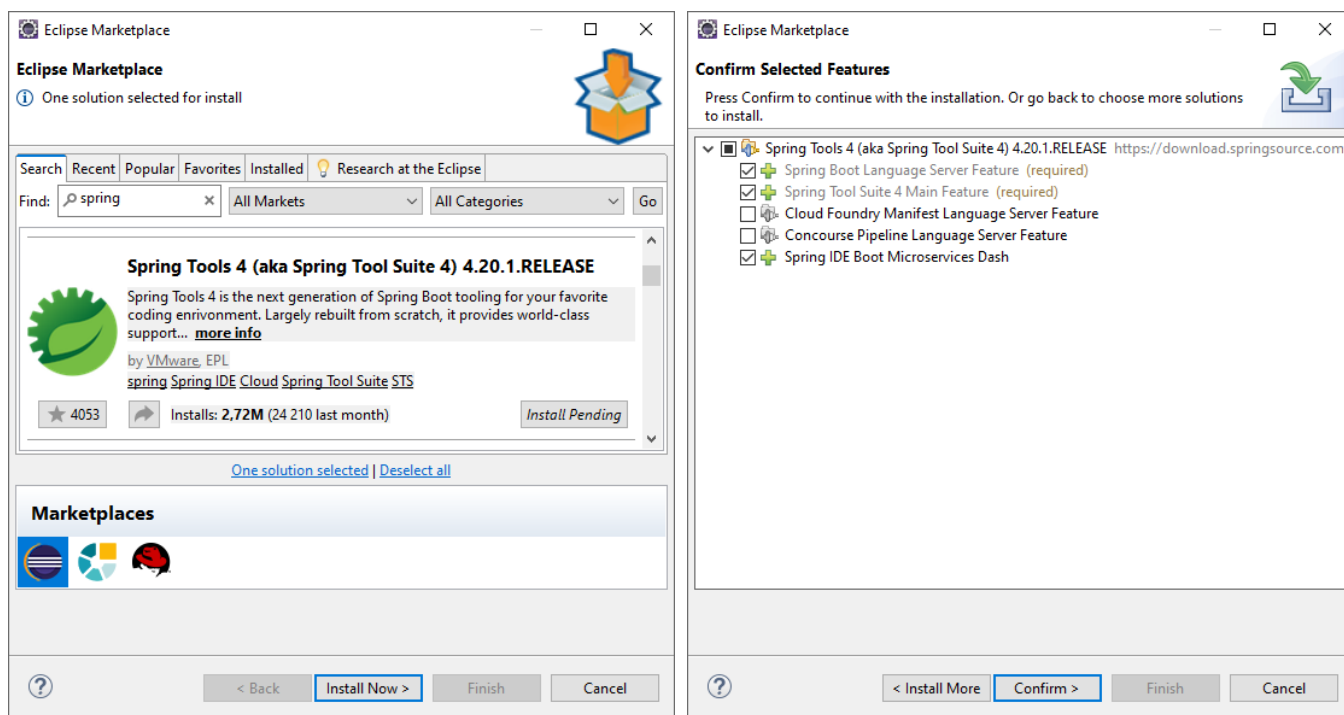 Eclipse Marketplace
Eclipse Marketplace
One solution selected for install
Search Recent Popular Favorites Installed Research at the Eclipse
Find: spring All Markets All Categories Go
Spring Tools 4 (aka Spring Tool Suite 4) 4.20.1.RELEASE
Spring Tools 4 is the next generation of Spring Boot tooling for your favorite
coding enrivonment. Largely rebuilt from scratch, it provides world-class
support... more info
by VMware, EPL
spring Spring IDE Cloud Spring Tool Suite STS
4053 Installs: 2,72M (24 210 last month) Install Pending
One solution selected | Deselect all
Marketplaces
? < Back Install Now > Finish Cancel
Eclipse Marketplace
Confirm Selected Features
Press Confirm to continue with the installation. Or go back to choose more solutions
to install.
Spring Tools 4 (aka Spring Tool Suite 4) 4.20.1.RELEASE https://download.springsource.com
Spring Boot Language Server Feature (required)
Spring Tool Suite 4 Main Feature (required)
Cloud Foundry Manifest Language Server Feature
Concourse Pipeline Language Server Feature
Spring IDE Boot Microservices Dash
? < Install More Confirm > Finish Cancel